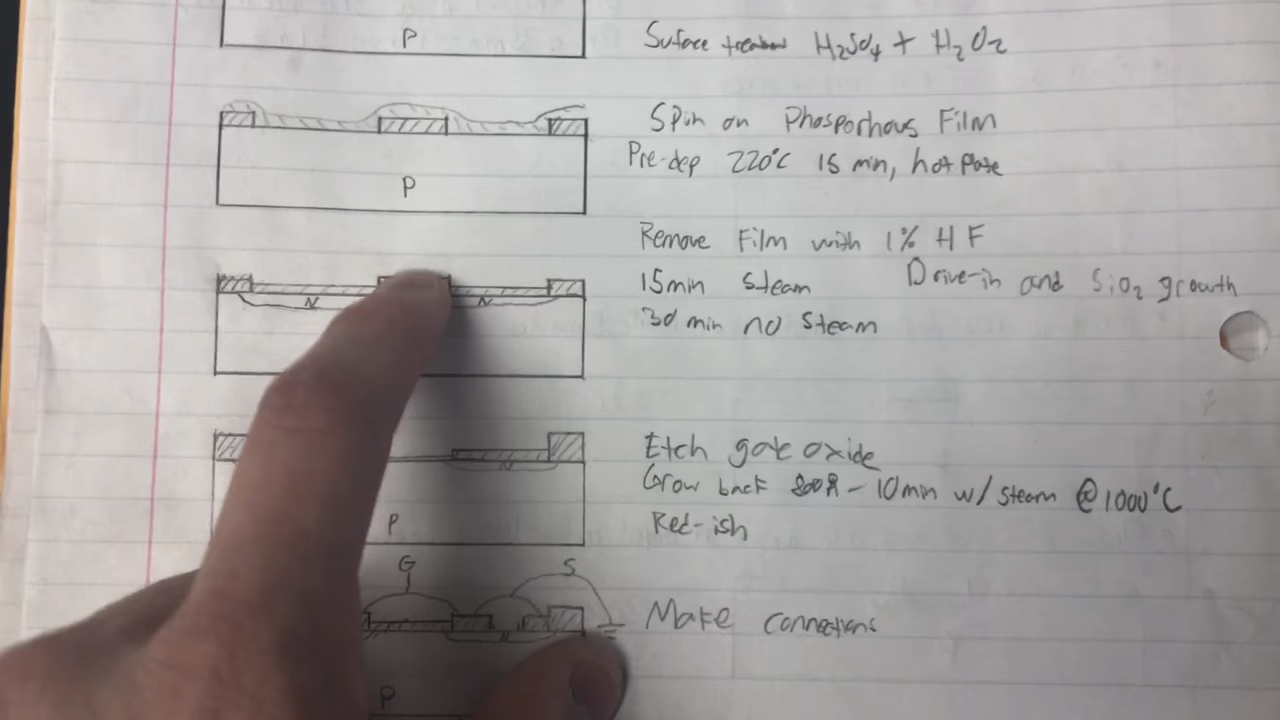 P
Suface treatment H2SO4 + H2O2
Spin on Phosporhous Film
Pre-dep 220°C 15 min, hot plate
P
Remove Film with 1% HF
15min steam Drive-in and SiO2 growth
N N
30 min no steam
Etch gate oxide
N
Grow back 800Å - 10min w/ steam @ 1000°C
P
Red-ish
G
S
Make connections
N
P